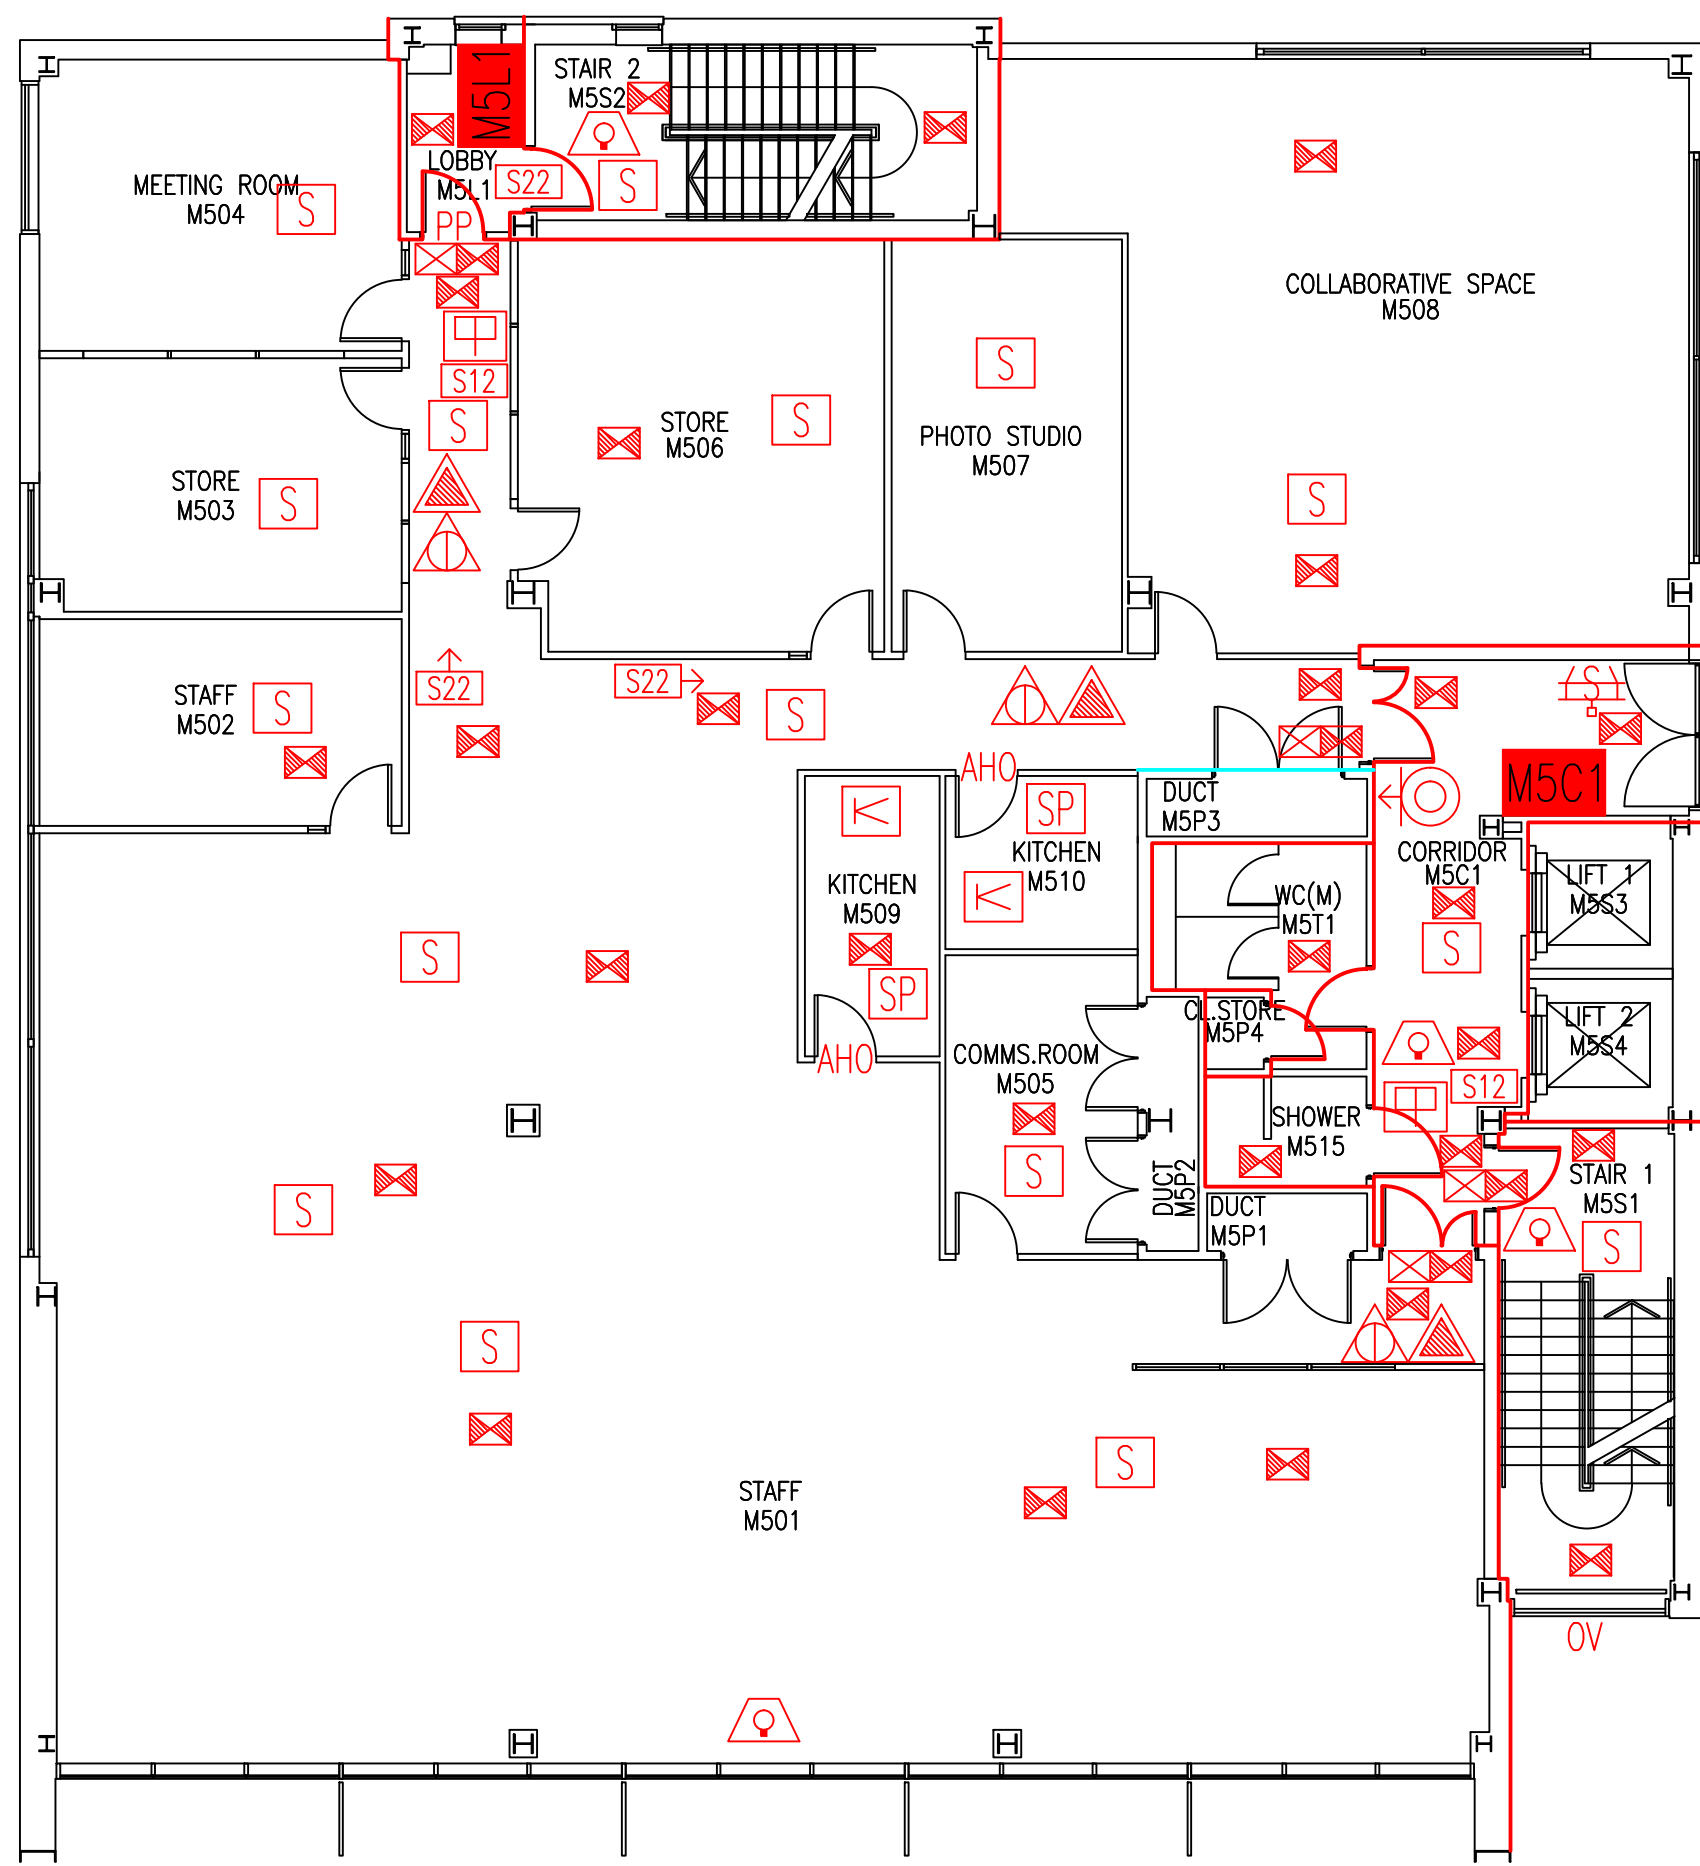 M5L1
STAIR 2
M5S2
S
LOBBY
M5L1
S22
PP
MEETING ROOM
M504
S
S12
S
STORE
M503
S
STORE
M506
S
S
PHOTO STUDIO
M507
COLLABORATIVE SPACE
M508
S
STAFF
M502
S
S22
S22
S
AHO
S
M5C1
DUCT
M5P3
SP
KITCHEN
M510
KITCHEN
M509
SP
AHO
WC(M)
M5T1
CORRIDOR
M5C1
S
LIFT 1
M5S3
LIFT 2
M5S4
CL.STORE
M5P4
COMMS.ROOM
M505
S
DUCT
M5P2
S12
SHOWER
M515
DUCT
M5P1
STAIR 1
M5S1
S
S
S
S
S
STAFF
M501
OV